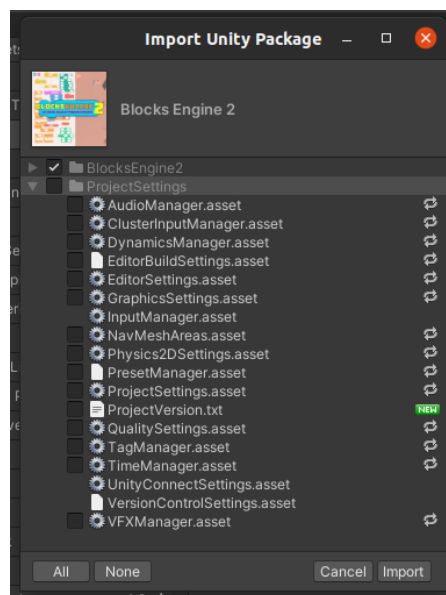 Import Unity Package
Blocks Engine 2
BlocksEngine2
ProjectSettings
AudioManager.asset
ClusterInputManager.asset
DynamicsManager.asset
EditorBuildSettings.asset
EditorSettings.asset
GraphicsSettings.asset
InputManager.asset
NavMeshAreas.asset
Physics2DSettings.asset
PresetManager.asset
ProjectSettings.asset
ProjectVersion.txt NEW
QualitySettings.asset
TagManager.asset
TimeManager.asset
UnityConnectSettings.asset
VersionControlSettings.asset
VFXManager.asset
All None Cancel Import